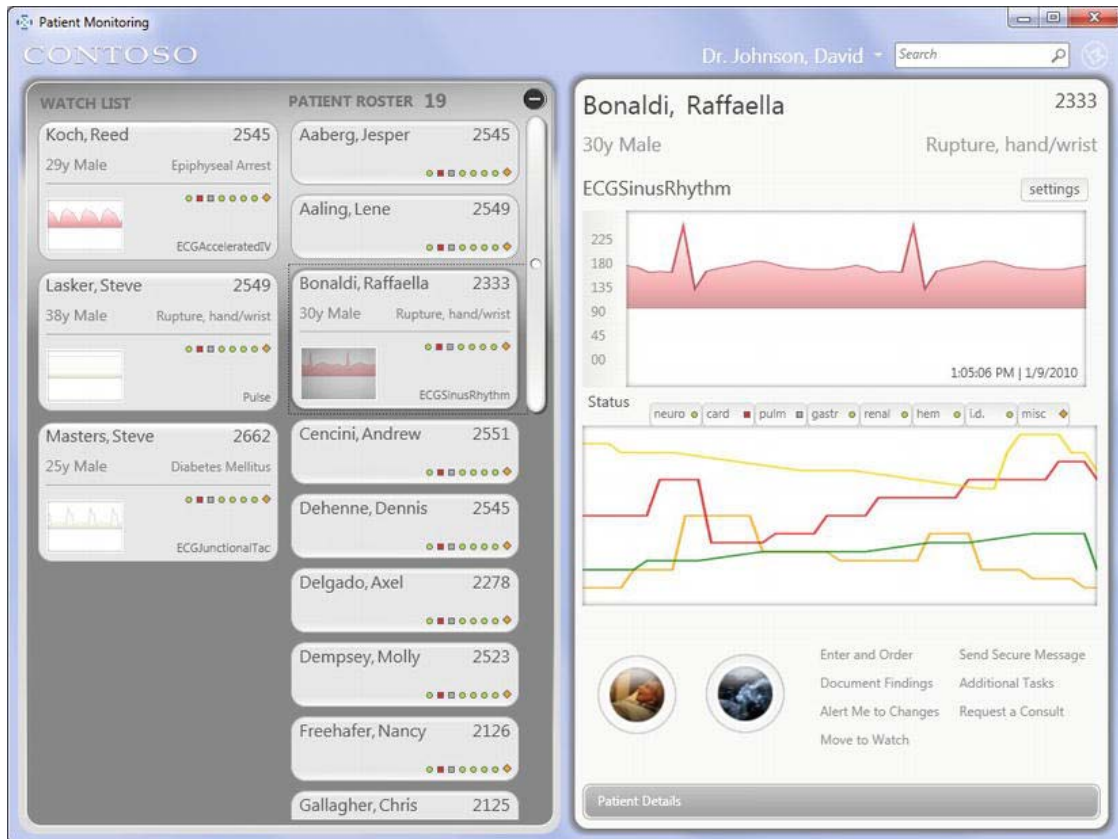 Patient Monitoring
CONTOSO
Dr. Johnson, David
Search
WATCH LIST
Koch, Reed 2545
29y Male Epiphyseal Arrest
ECGAcceleratedIV
Lasker, Steve 2549
38y Male Rupture, hand/wrist
Pulse
Masters, Steve 2662
25y Male Diabetes Mellitus
ECGJunctionalTac
PATIENT ROSTER 19
Aaberg, Jesper 2545
Aaling, Lene 2549
Bonaldi, Raffaella 2333
30y Male Rupture, hand/wrist
ECGSinusRhythm
Cencini, Andrew 2551
Dehenne, Dennis 2545
Delgado, Axel 2278
Dempsey, Molly 2523
Freehafer, Nancy 2126
Gallagher, Chris 2125
Bonaldi, Raffaella 2333
30y Male Rupture, hand/wrist
ECGSinusRhythm settings
225
180
135
90
45
00
1:05:06 PM | 1/9/2010
Status neuro card pulm gastr renal hem i.d. misc
Enter and Order Send Secure Message
Document Findings Additional Tasks
Alert Me to Changes Request a Consult
Move to Watch
Patient Details